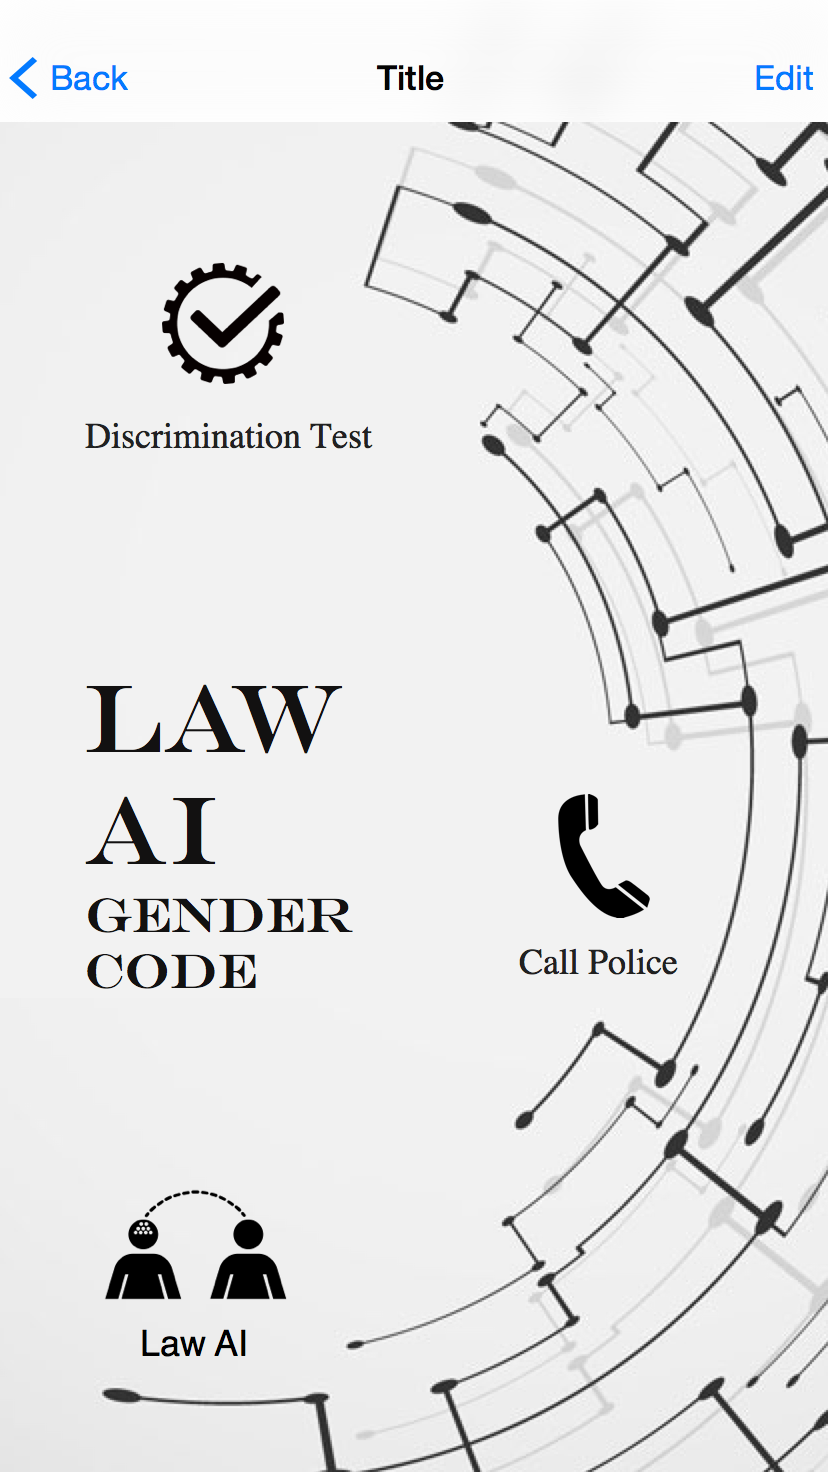 Back
Title
Edit
Discrimination Test
LAW
AI
GENDER
CODE
Call Police
Law AI